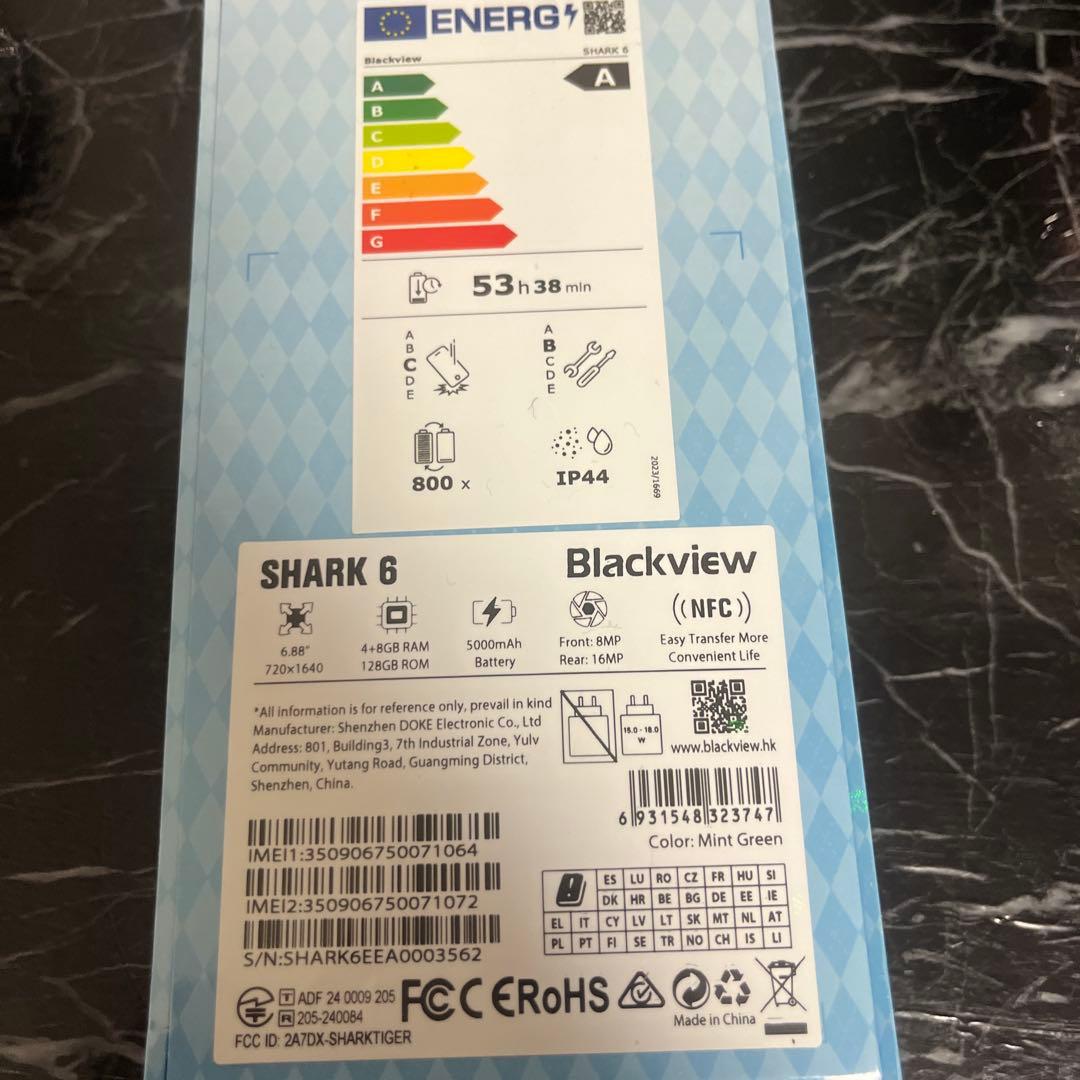 ENERG
Blackview
SHARK 6
A
A
B
C
D
E
F
G
53 h 38 min
A
B
C
D
E
A
B
C
D
E
800 x
IP44
2023/1669
SHARK 6
Blackview
6.88"
720×1640
4+8GB RAM
128GB ROM
5000mAh
Battery
Front: 8MP
Rear: 16MP
((NFC))
Easy Transfer More
Convenient Life
*All information is for reference only, prevail in kind
Manufacturer: Shenzhen DOKE Electronic Co., Ltd
Address: 801, Building3, 7th Industrial Zone, Yulv
Community, Yutang Road, Guangming District,
Shenzhen, China.
15.0 - 18.0
W
www.blackview.hk
6 931548 323747
Color: Mint Green
IMEI1:350906750071064
IMEI2:350906750071072
S/N:SHARK6EEA0003562
ES LU RO CZ FR HU SI
DK HR BE BG DE EE IE
EL IT CY LV LT SK MT NL AT
PL PT FI SE TR NO CH IS LI
T ADF 24 0009 205
R 205-240084
FCC ID: 2A7DX-SHARKTIGER
FC CE RoHS
Made in China